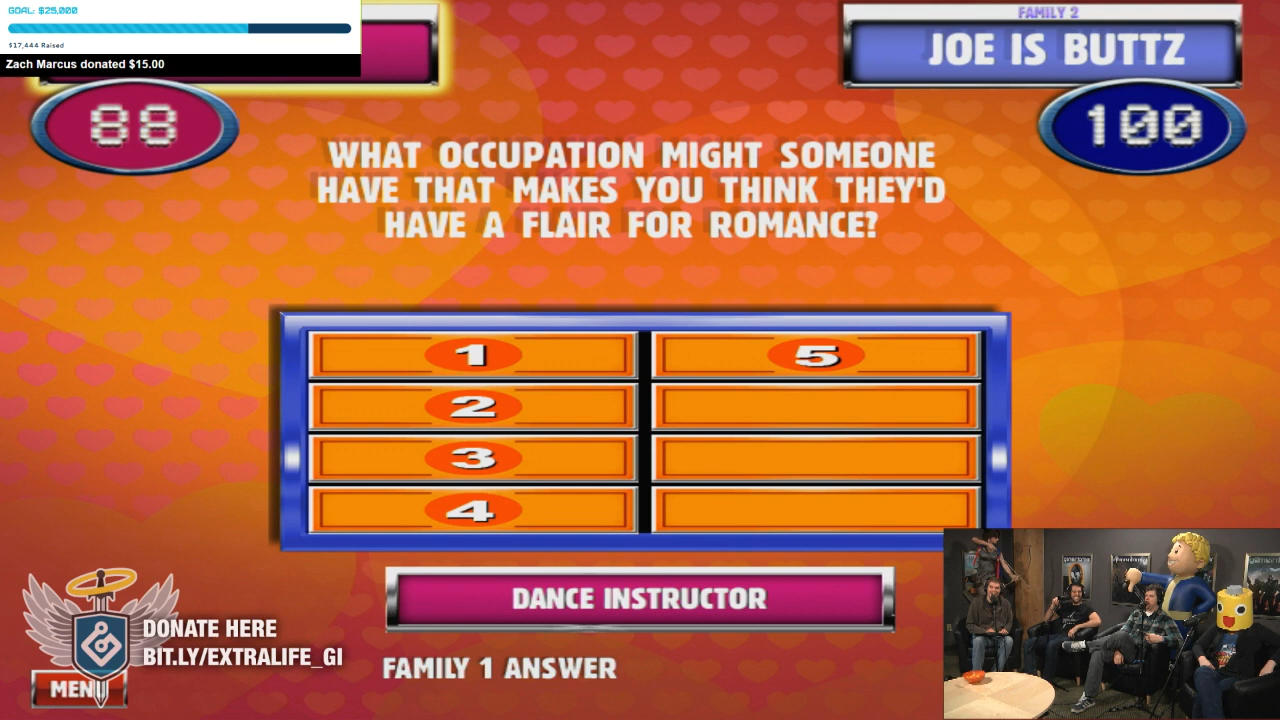 GOAL: $25,000
$17,444 Raised
Zach Marcus donated $15.00
FAMILY 2
JOE IS BUTTZ
88
100
WHAT OCCUPATION MIGHT SOMEONE
HAVE THAT MAKES YOU THINK THEY'D
HAVE A FLAIR FOR ROMANCE?
1
5
2
3
4
DANCE INSTRUCTOR
FAMILY 1 ANSWER
DONATE HERE
BIT.LY/EXTRALIFE_GI
MENU